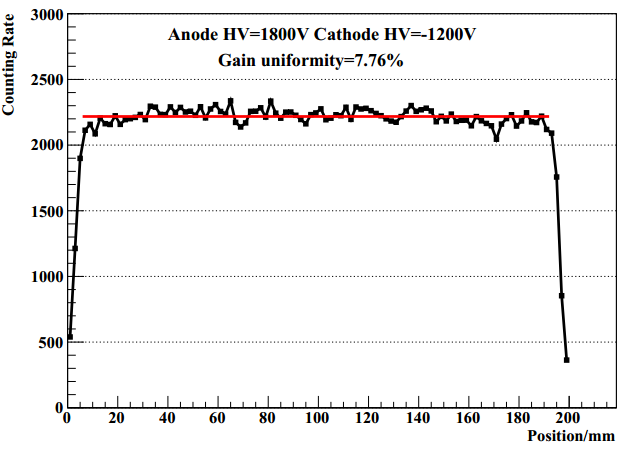 Counting Rate
Anode HV=1800V Cathode HV=-1200V
Gain uniformity=7.76%
3000
2500
2000
1500
1000
500
0
0 20 40 60 80 100 120 140 160 180 200
Position/mm